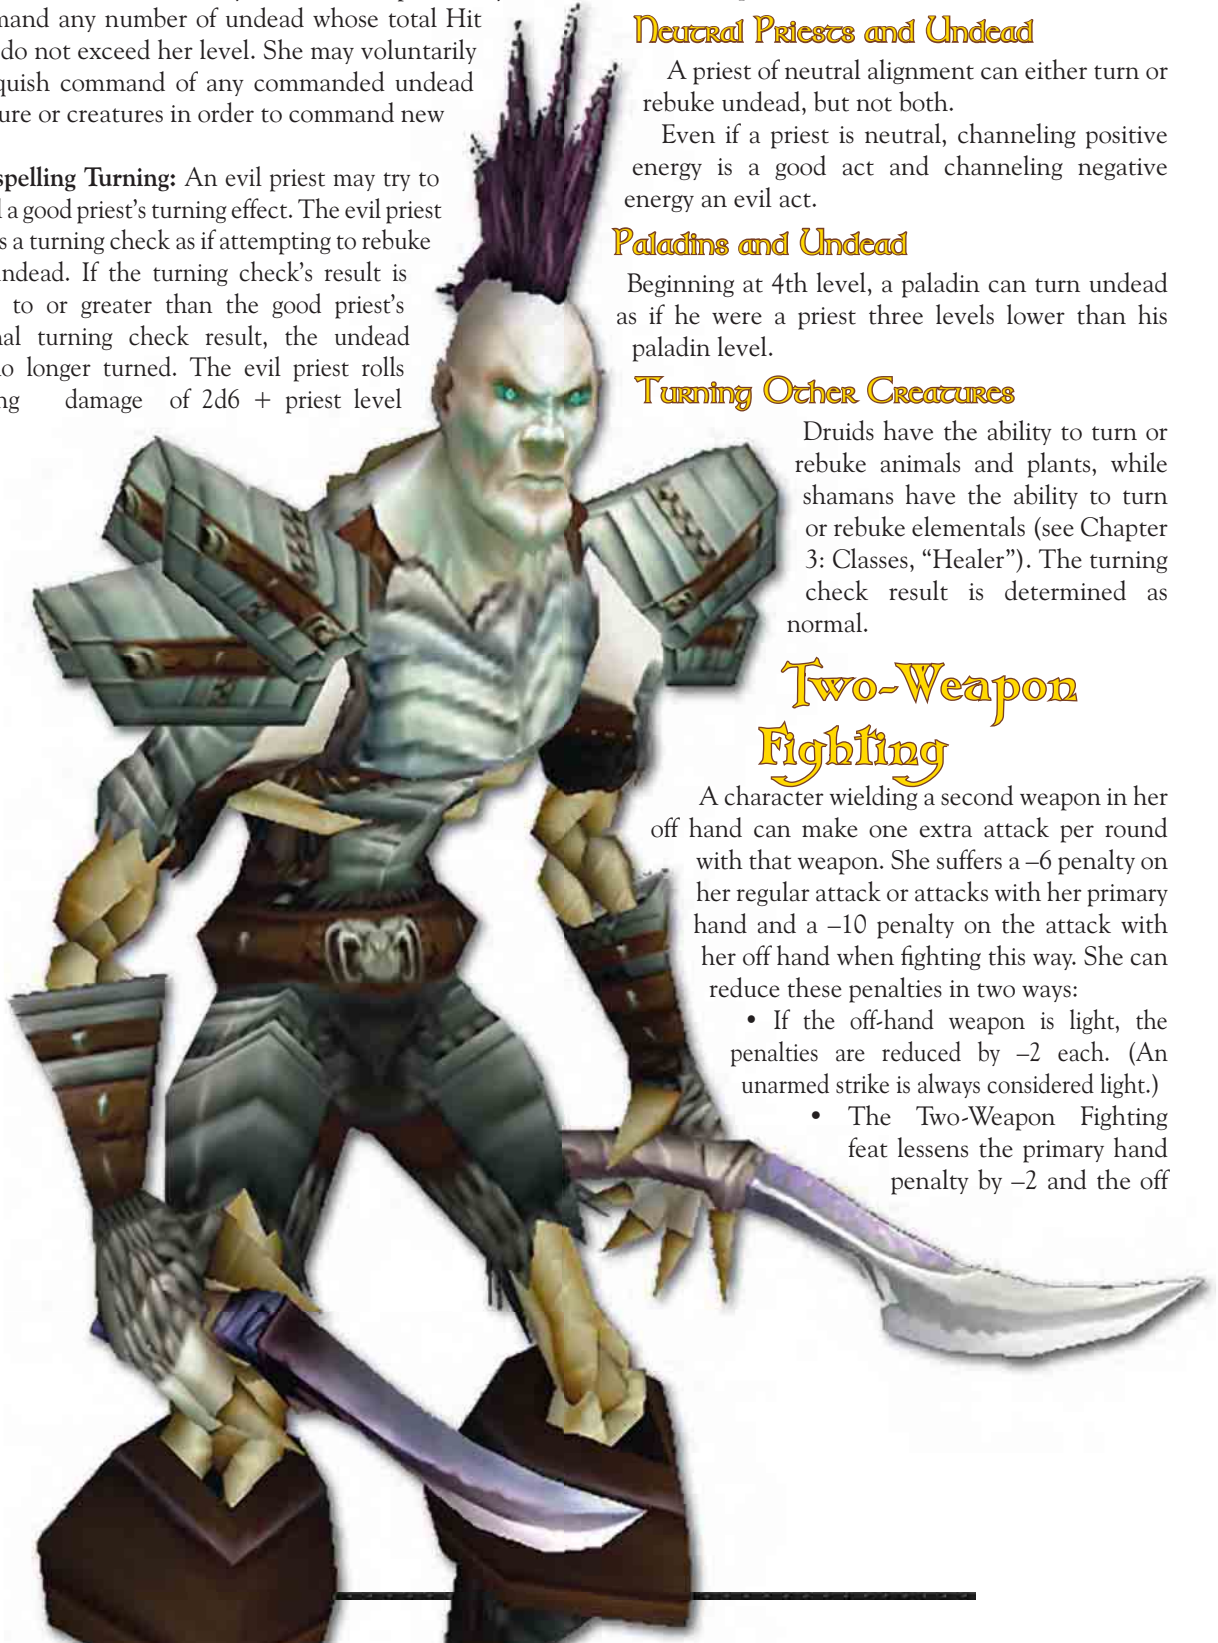 any number of undead whose total Hit
do not exceed her level. She may voluntarily
command of any commanded undead
or creatures in order to command new
Turning: An evil priest may try to
a good priest's turning effect. The evil priest
a turning check as if attempting to rebuke
If the turning check's result is
to or greater than the good priest's
turning check result, the undead
longer turned. The evil priest rolls
damage of 2d6 + priest level
Neutral Priests and Undead
A priest of neutral alignment can either turn or
rebuke undead, but not both.
Even if a priest is neutral, channeling positive
energy is a good act and channeling negative
energy an evil act.
Paladins and Undead
Beginning at 4th level, a paladin can turn undead
as if he were a priest three levels lower than his
paladin level.
Turning Other Creatures
Druids have the ability to turn or
rebuke animals and plants, while
shamans have the ability to turn
or rebuke elementals (see Chapter
3: Classes, “Healer”). The turning
check result is determined as
normal.
Two-Weapon
Fighting
A character wielding a second weapon in her
off hand can make one extra attack per round
with that weapon. She suffers a –6 penalty on
her regular attack or attacks with her primary
hand and a –10 penalty on the attack with
her off hand when fighting this way. She can
reduce these penalties in two ways:
• If the off-hand weapon is light, the
penalties are reduced by –2 each. (An
unarmed strike is always considered light.)
• The Two-Weapon Fighting
feat lessens the primary hand
penalty by –2 and the off